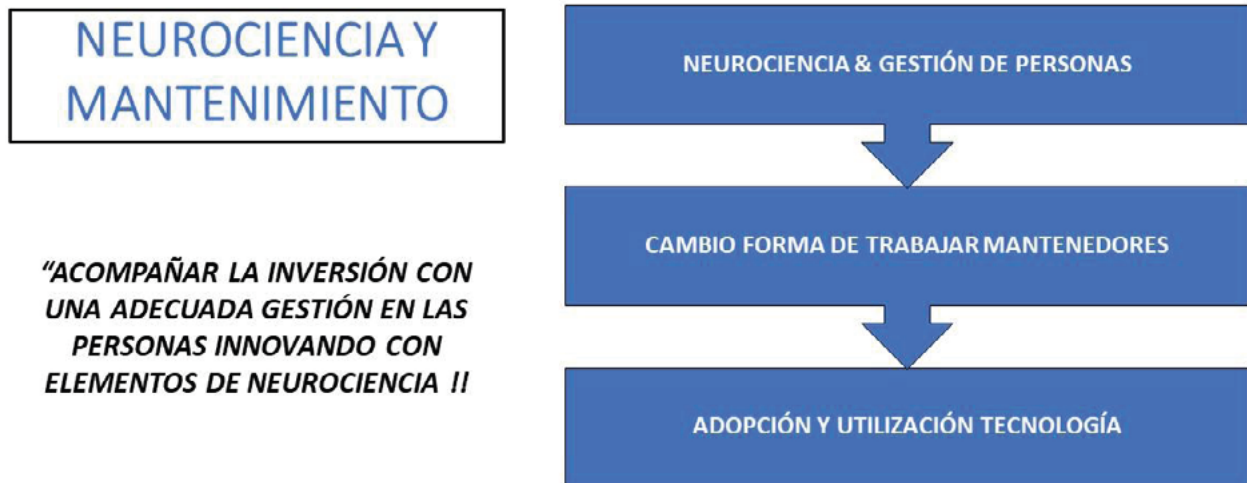 NEUROCIENCIA Y
MANTENIMIENTO
“ACOMPAÑAR LA INVERSIÓN CON
UNA ADECUADA GESTIÓN EN LAS
PERSONAS INNOVANDO CON
ELEMENTOS DE NEUROCIENCIA !!
NEUROCIENCIA & GESTIÓN DE PERSONAS
CAMBIO FORMA DE TRABAJAR MANTENEDORES
ADOPCIÓN Y UTILIZACIÓN TECNOLOGÍA